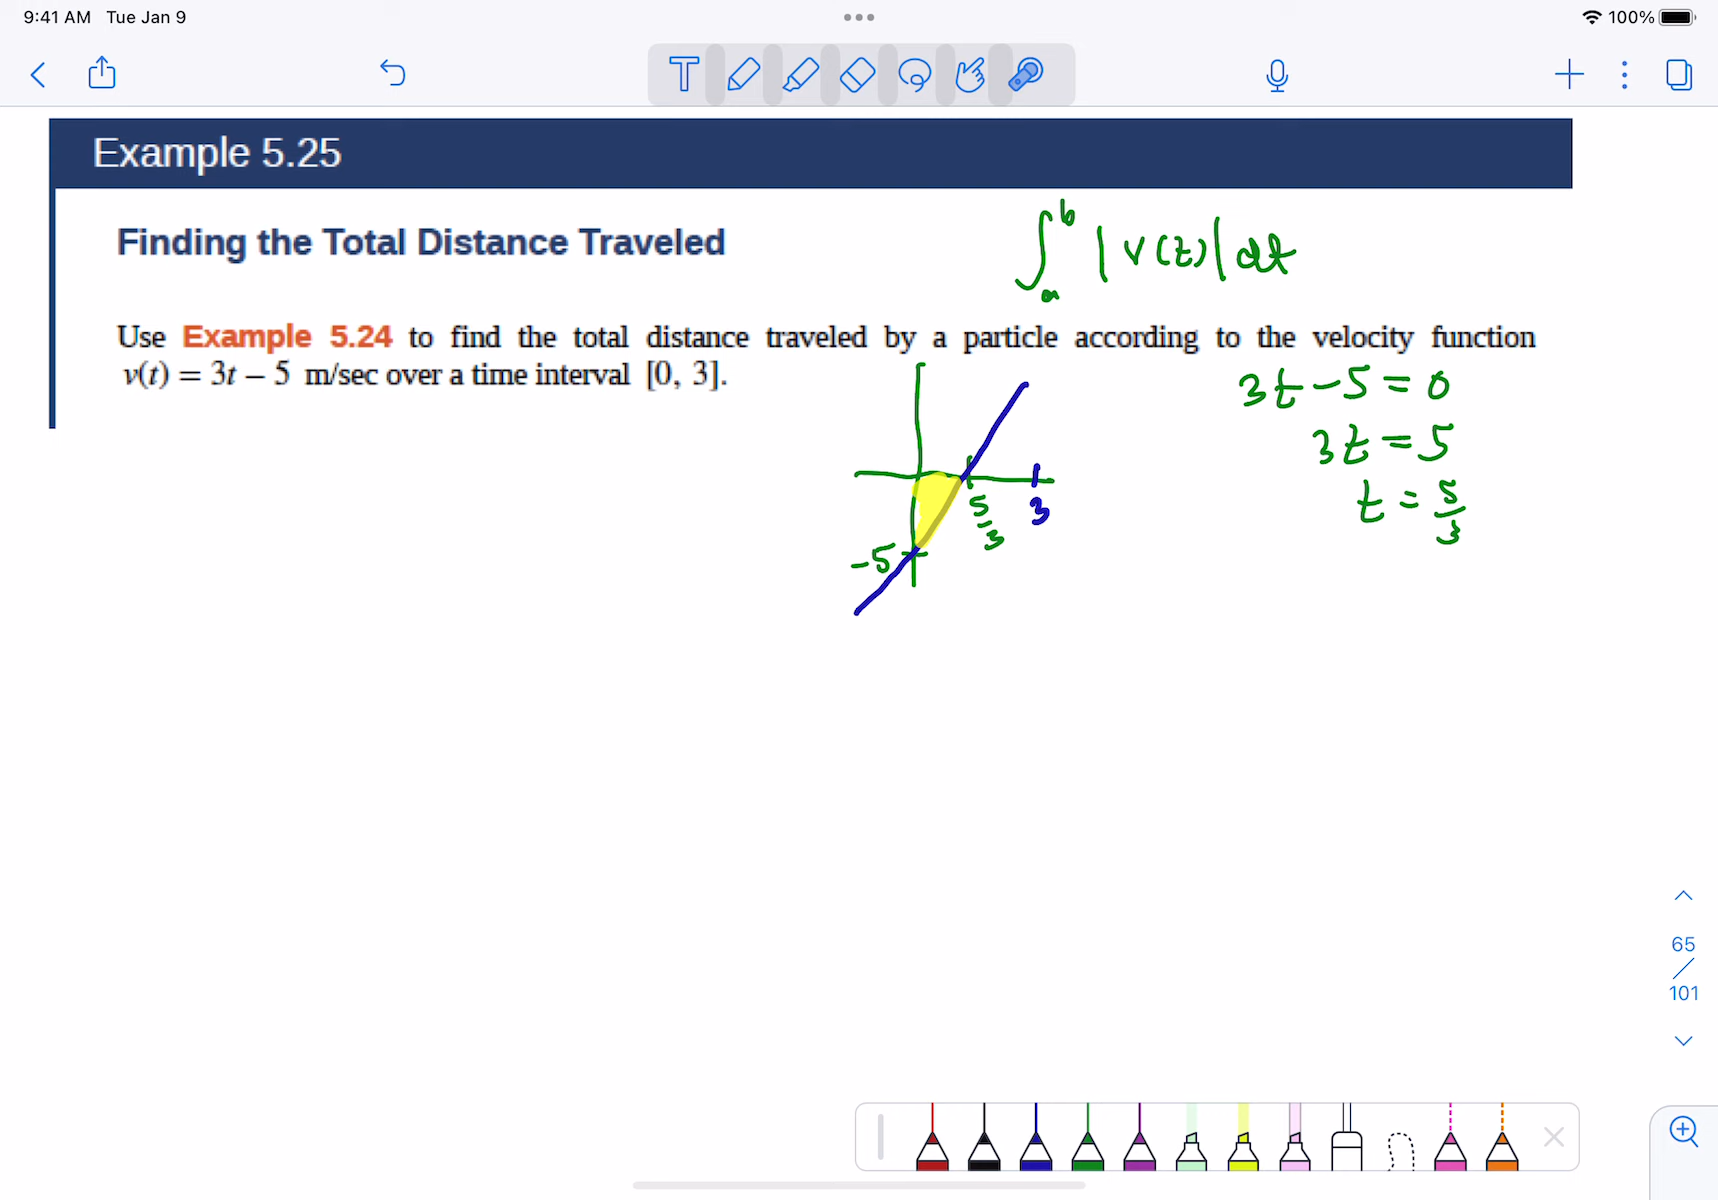 9:41 AM Tue Jan 9
100%
Example 5.25
Finding the Total Distance Traveled
∫ₐᵇ |v(t)| dt
Use Example 5.24 to find the total distance traveled by a particle according to the velocity function
v(t) = 3t – 5 m/sec over a time interval [0, 3].
3t – 5 = 0
3t = 5
t = 5/3
5/3
3
-5
65
/
101